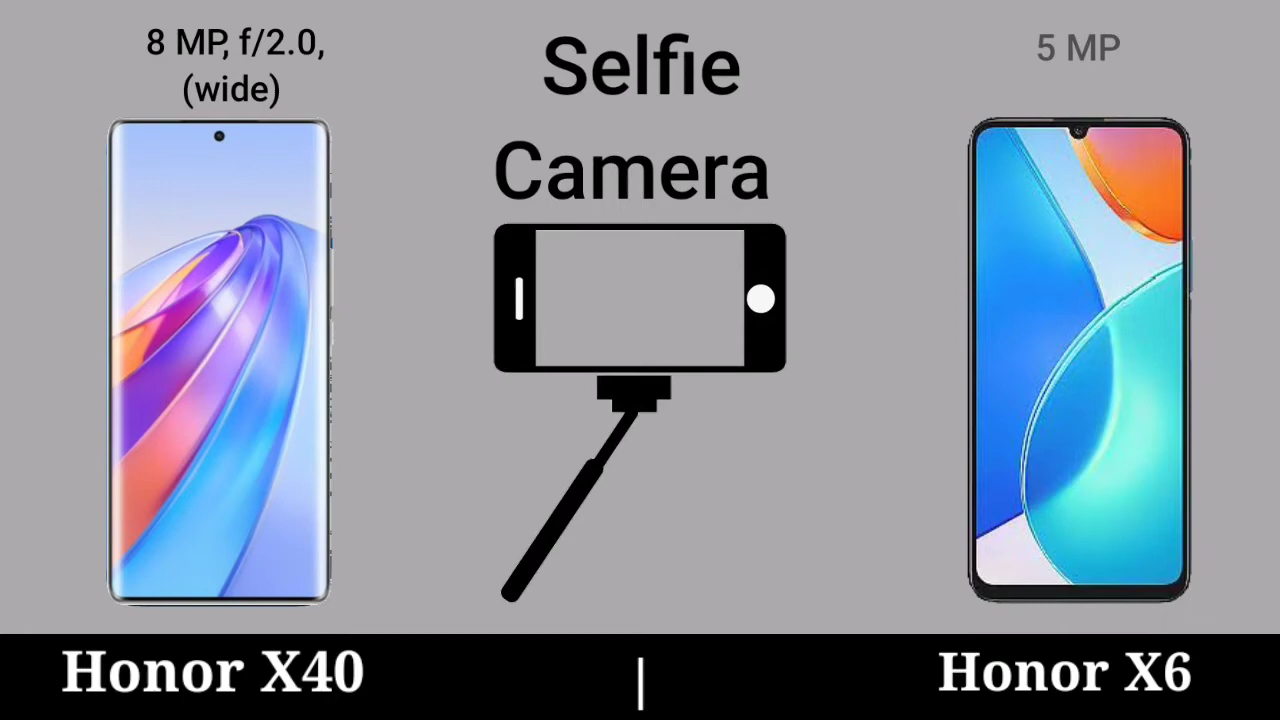 8 MP, f/2.0,
(wide)
Selfie
Camera
5 MP
Honor X40
|
Honor X6